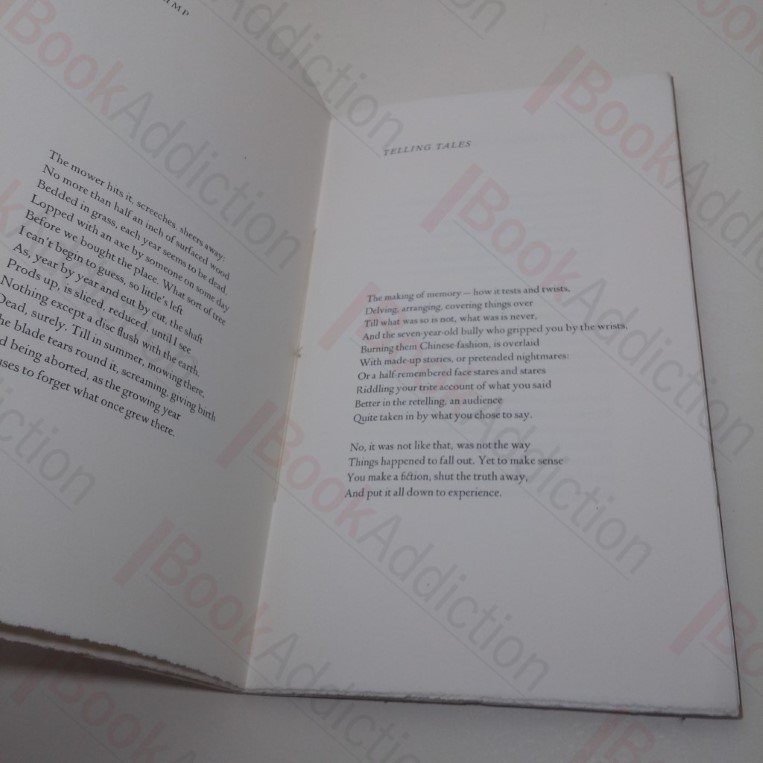 UMP
The mower hits it, screeches, sheers away:
No more than half an inch of surfaced wood
Bedded in grass, each year seems to be dead,
Lopped with an axe by someone on some day
Before we bought the place. What sort of tree
I can't begin to guess, so little's left
As, year by year and cut by cut, the shaft
Prods up, is sliced, reduced, until I see
Nothing except a disc flush with the earth.
Dead, surely. Till in summer, mowing there,
he blade tears round it, screaming, giving birth
d being aborted, as the growing year
uses to forget what once grew there.
TELLING TALES
The making of memory – how it tests and twists,
Delving, arranging, covering things over
Till what was so is not, what was is never,
And the seven-year-old bully who gripped you by the wrists,
Burning them Chinese-fashion, is overlaid
With made-up stories, or pretended nightmares:
Or a half-remembered face stares and stares
Riddling your trite account of what you said
Better in the retelling, an audience
Quite taken in by what you chose to say.
No, it was not like that, was not the way
Things happened to fall out. Yet to make sense
You make a fiction, shut the truth away,
And put it all down to experience.
BookAddiction
BookAddiction
BookAddiction
BookAddiction
BookAddiction
BookAddiction